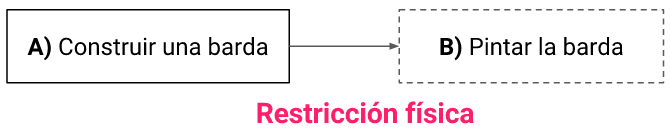 A) Construir una barda
B) Pintar la barda
Restricción física